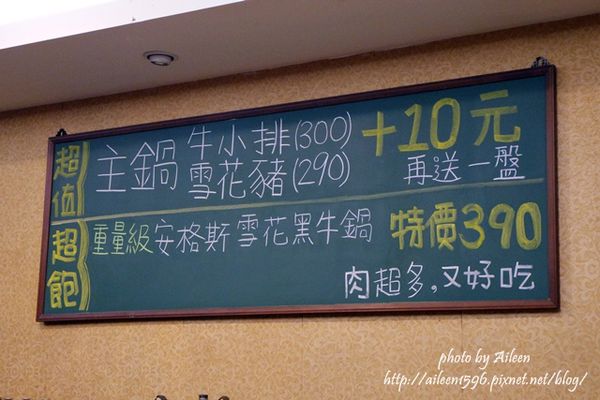 超值
主鍋
牛小排(300)
雪花豬(290)
+10元
再送一盤
超飽
重量級安格斯 雪花黑牛鍋 特價390
肉超多,又好吃
photo by Aileen
http://aileen1596.pixnet.net/blog/